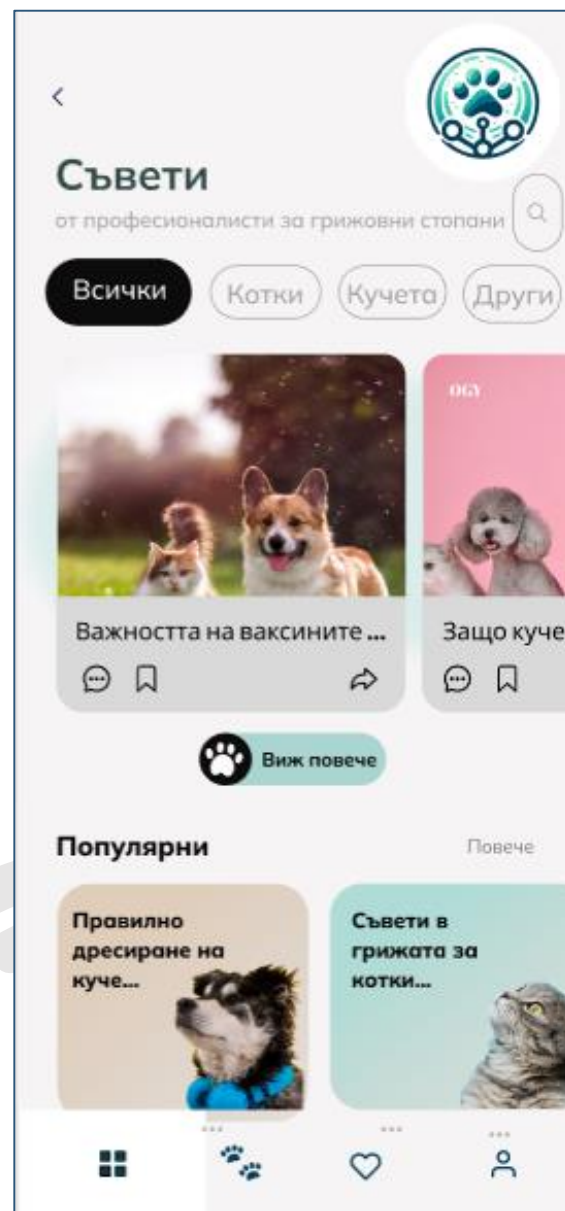 Съвети
от професионалисти за грижовни стопани
Всички
Котки
Кучета
Други
OGY
Важността на ваксините ...
Защо куче
Виж повече
Популярни
Повече
Правилно
дресиране на
куче...
Съвети в
грижата за
котки...